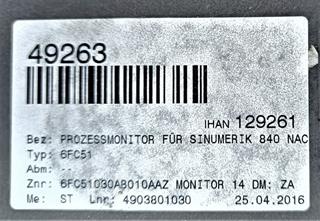 49263
IHAN 129261
Bez: PROZESSMONITOR FÜR SINUMERIK 840 NAC
Typ: 6FC51
Abm: --
Znr: 6FC51030AB010AAZ MONITOR 14 DM: ZA
Me: ST Lnr: 4903801030 25.04.2016